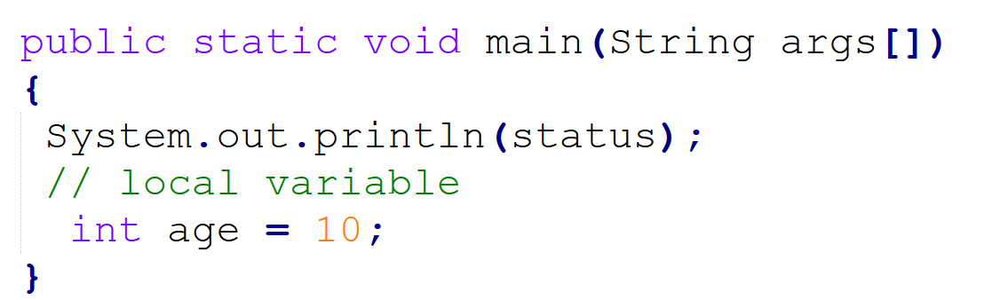 public static void main(String args[])
{
System.out.println(status);
// local variable
int age = 10;
}